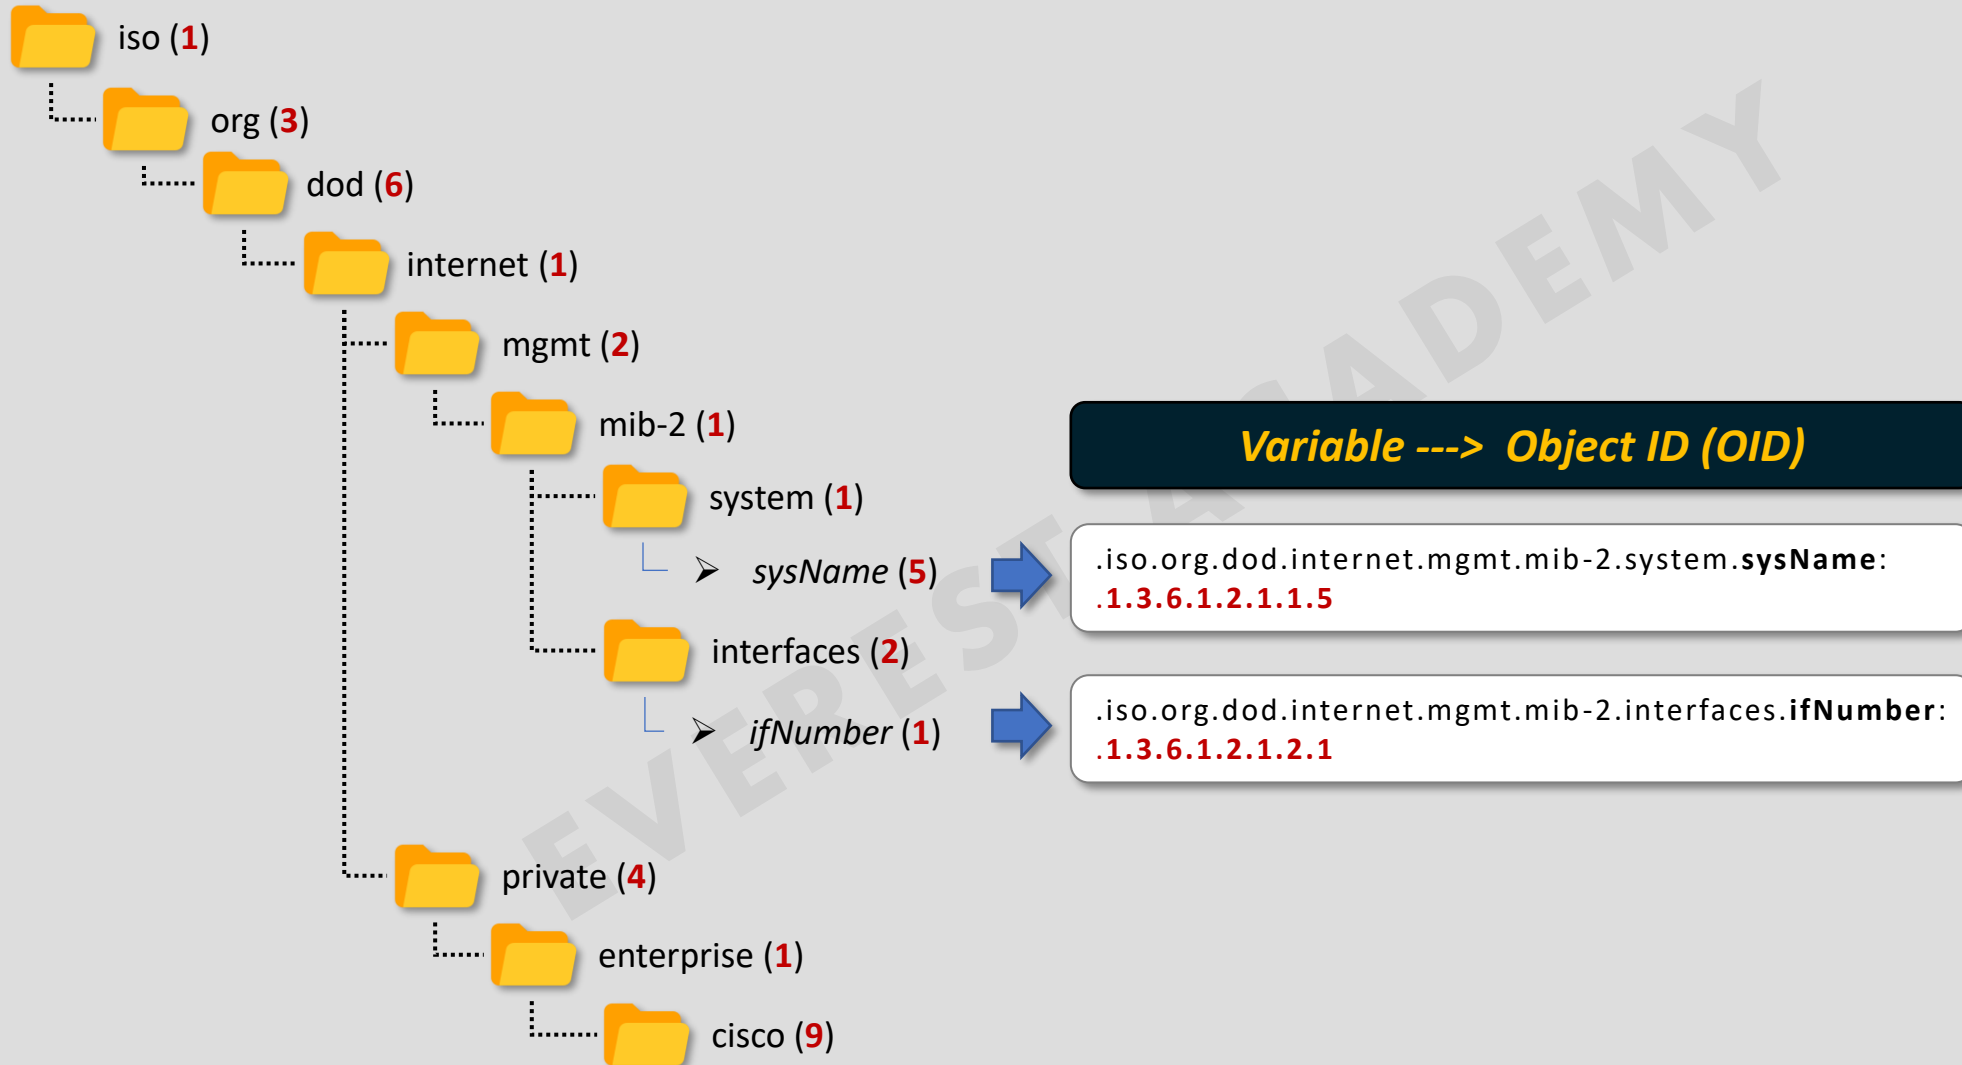 iso (1)
org (3)
dod (6)
internet (1)
mgmt (2)
mib-2 (1)
system (1)
sysName (5)
interfaces (2)
ifNumber (1)
private (4)
enterprise (1)
cisco (9)
Variable ---> Object ID (OID)
.iso.org.dod.internet.mgmt.mib-2.system.sysName:
.1.3.6.1.2.1.1.5
.iso.org.dod.internet.mgmt.mib-2.interfaces.ifNumber:
.1.3.6.1.2.1.2.1
EVEREST ACADEMY